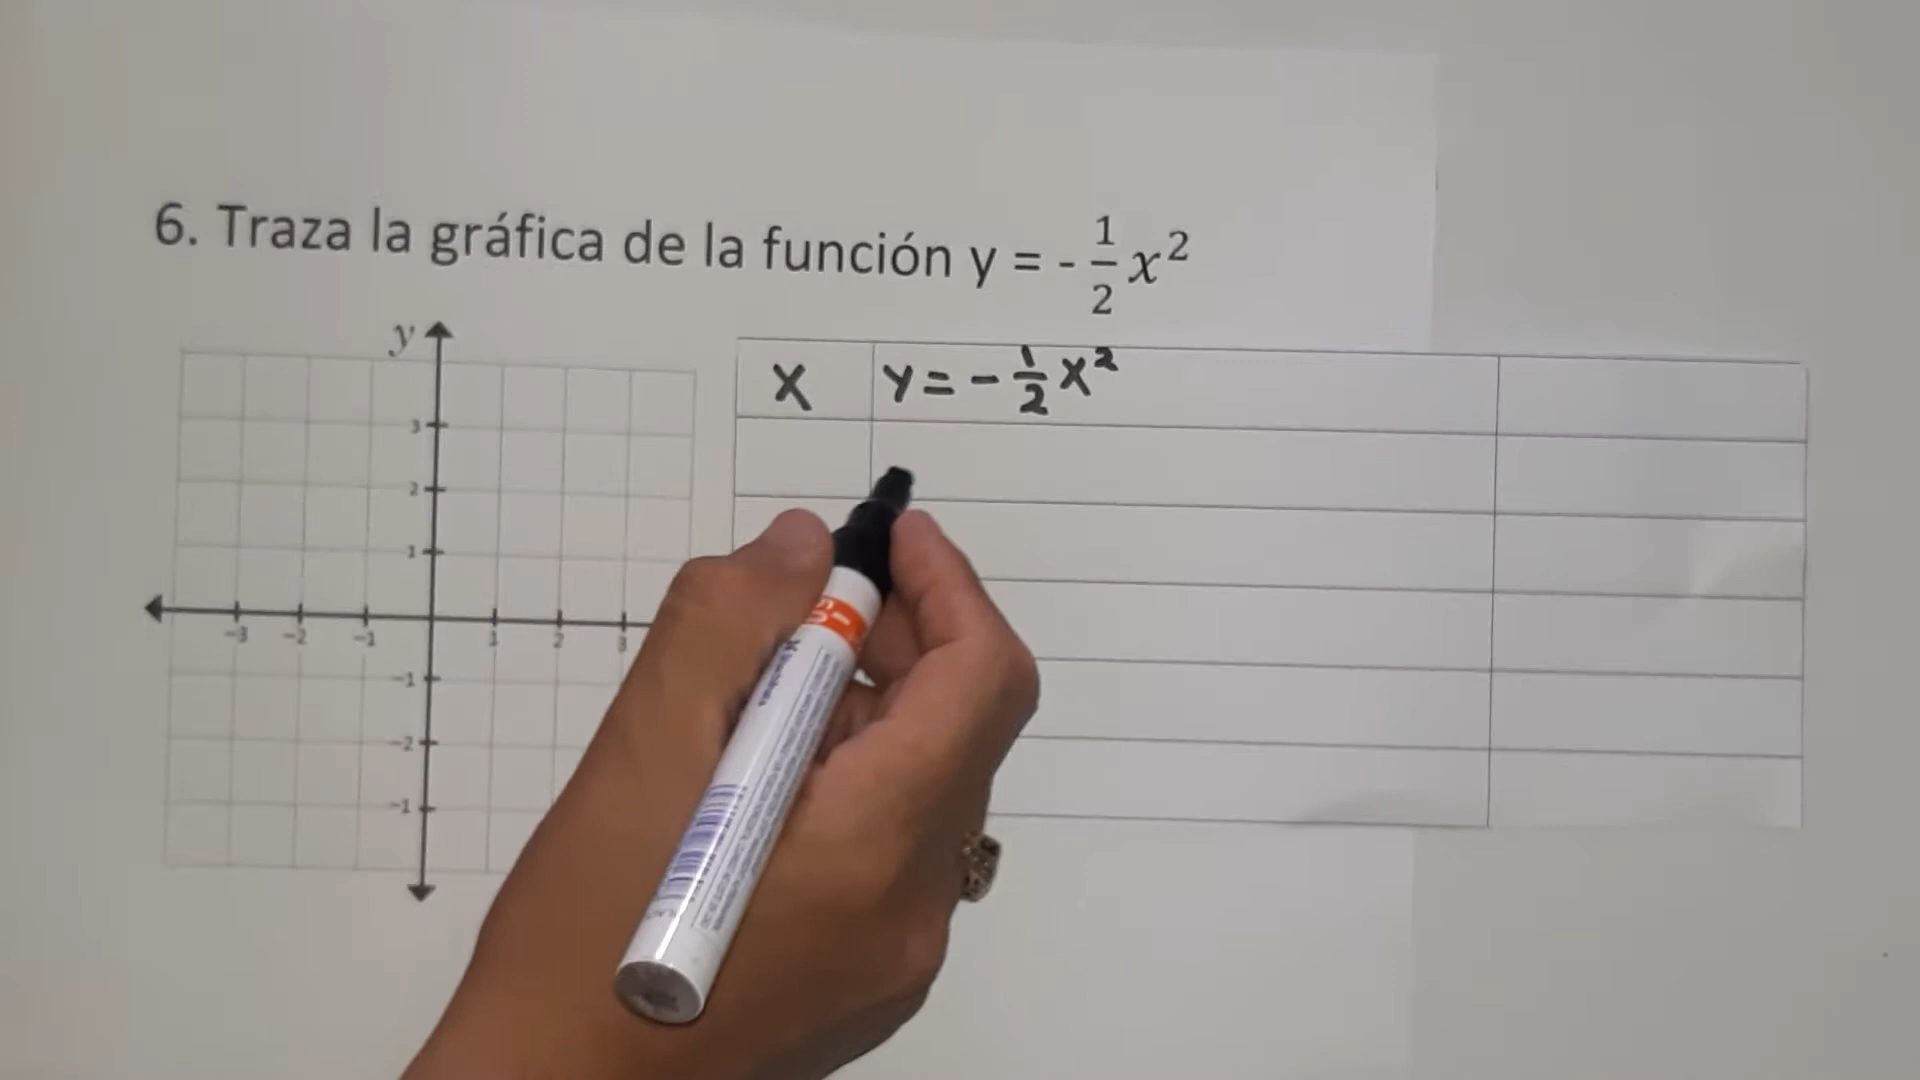 6. Traza la gráfica de la función y = - 1/2 x²
y
X
y = - 1/2 x²
3
2
1
-3 -2 -1 1 2 3
-1
-2
-1